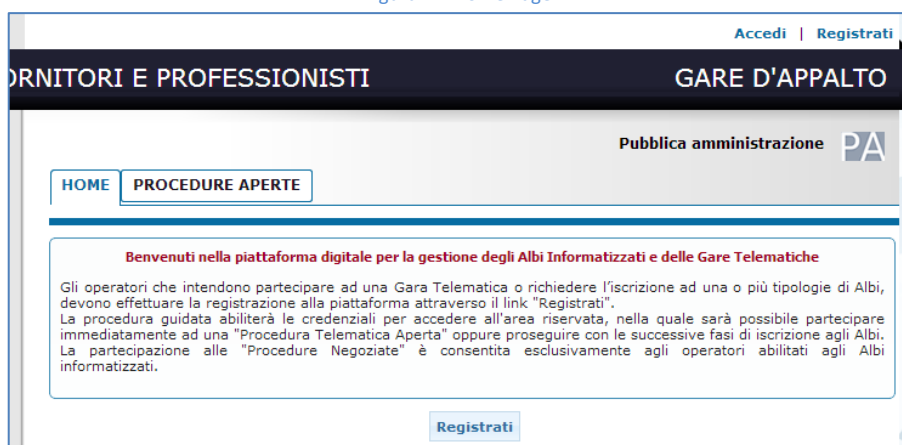 Accedi | Registrati
ORNITORI E PROFESSIONISTI GARE D'APPALTO
Pubblica amministrazione PA
HOME PROCEDURE APERTE
Benvenuti nella piattaforma digitale per la gestione degli Albi Informatizzati e delle Gare Telematiche
Gli operatori che intendono partecipare ad una Gara Telematica o richiedere l'iscrizione ad una o più tipologie di Albi,
devono effettuare la registrazione alla piattaforma attraverso il link "Registrati".
La procedura guidata abiliterà le credenziali per accedere all'area riservata, nella quale sarà possibile partecipare
immediatamente ad una "Procedura Telematica Aperta" oppure proseguire con le successive fasi di iscrizione agli Albi.
La partecipazione alle "Procedure Negoziate" è consentita esclusivamente agli operatori abilitati agli Albi
informatizzati.
Registrati